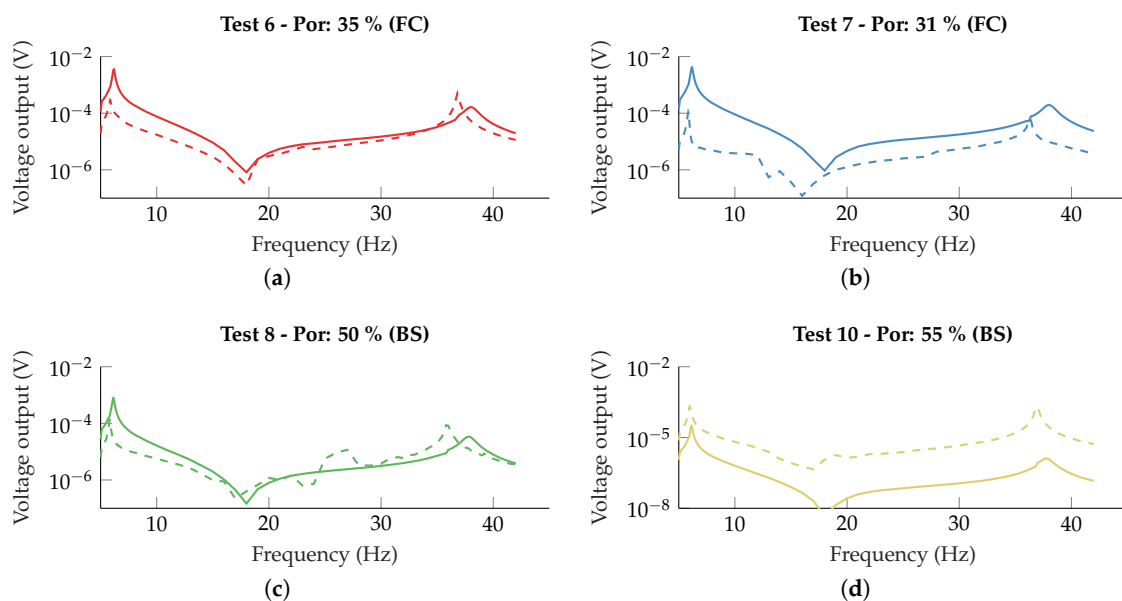 Test 6 - Por: 35 % (FC)
Voltage output (V)
10−2
10−4
10−6
10 20 30 40
Frequency (Hz)
(a)
Test 7 - Por: 31 % (FC)
Voltage output (V)
10−2
10−4
10−6
10 20 30 40
Frequency (Hz)
(b)
Test 8 - Por: 50 % (BS)
Voltage output (V)
10−2
10−4
10−6
10 20 30 40
Frequency (Hz)
(c)
Test 10 - Por: 55 % (BS)
Voltage output (V)
10−2
10−5
10−8
10 20 30 40
Frequency (Hz)
(d)